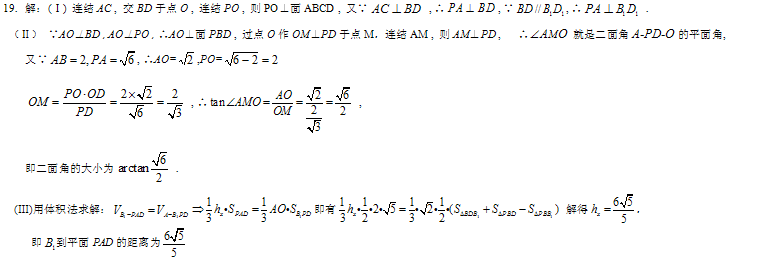 19. 解:(Ⅰ)连结 AC, 交 BD 于点 O, 连结 PO, 则 PO⊥面 ABCD, 又∵ AC⊥BD, ∴PA⊥BD, ∵BD//B₁D₁, ∴PA⊥B₁D₁.
(Ⅱ) ∵AO⊥BD, AO⊥PO, ∴AO⊥面 PBD, 过点 O 作 OM⊥PD 于点 M, 连结 AM, 则 AM⊥PD, ∴∠AMO 就是二面角 A-PD-O 的平面角,
又∵ AB=2, PA=√6, ∴AO=√2, PO=√(6-2)=2
OM=(PO·OD)/PD=(2×√2)/√6=2/√3, ∴tan∠AMO=AO/OM=√2/(2/√3)=√6/2,
即二面角的大小为 arctan(√6/2).
(III)用体积法求解: V_{B₁-PAD}=V_{A-B₁PD}⇒(1/3)hₓ•S_{PAD}=(1/3)AO•S_{B₁PD} 即有(1/3)hₓ•(1/2)•2•√5=(1/3)•√2•(1/2)•(S_{ΔBDB₁}+S_{ΔPBD}-S_{ΔPBB₁}) 解得 hₓ=(6√5)/5,
即 B₁到平面 PAD 的距离为(6√5)/5